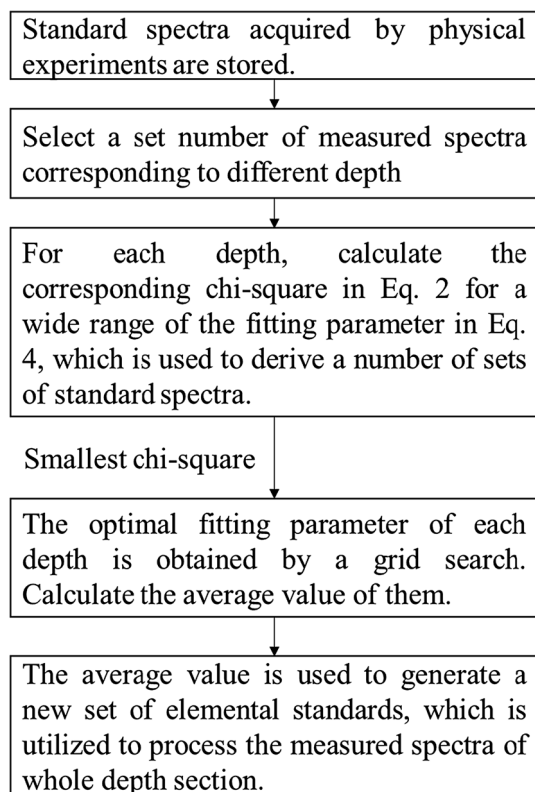 Standard spectra acquired by physical
experiments are stored.
Select a set number of measured spectra
corresponding to different depth
For each depth, calculate the
corresponding chi-square in Eq. 2 for a
wide range of the fitting parameter in Eq.
4, which is used to derive a number of sets
of standard spectra.
Smallest chi-square
The optimal fitting parameter of each
depth is obtained by a grid search.
Calculate the average value of them.
The average value is used to generate a
new set of elemental standards, which is
utilized to process the measured spectra of
whole depth section.